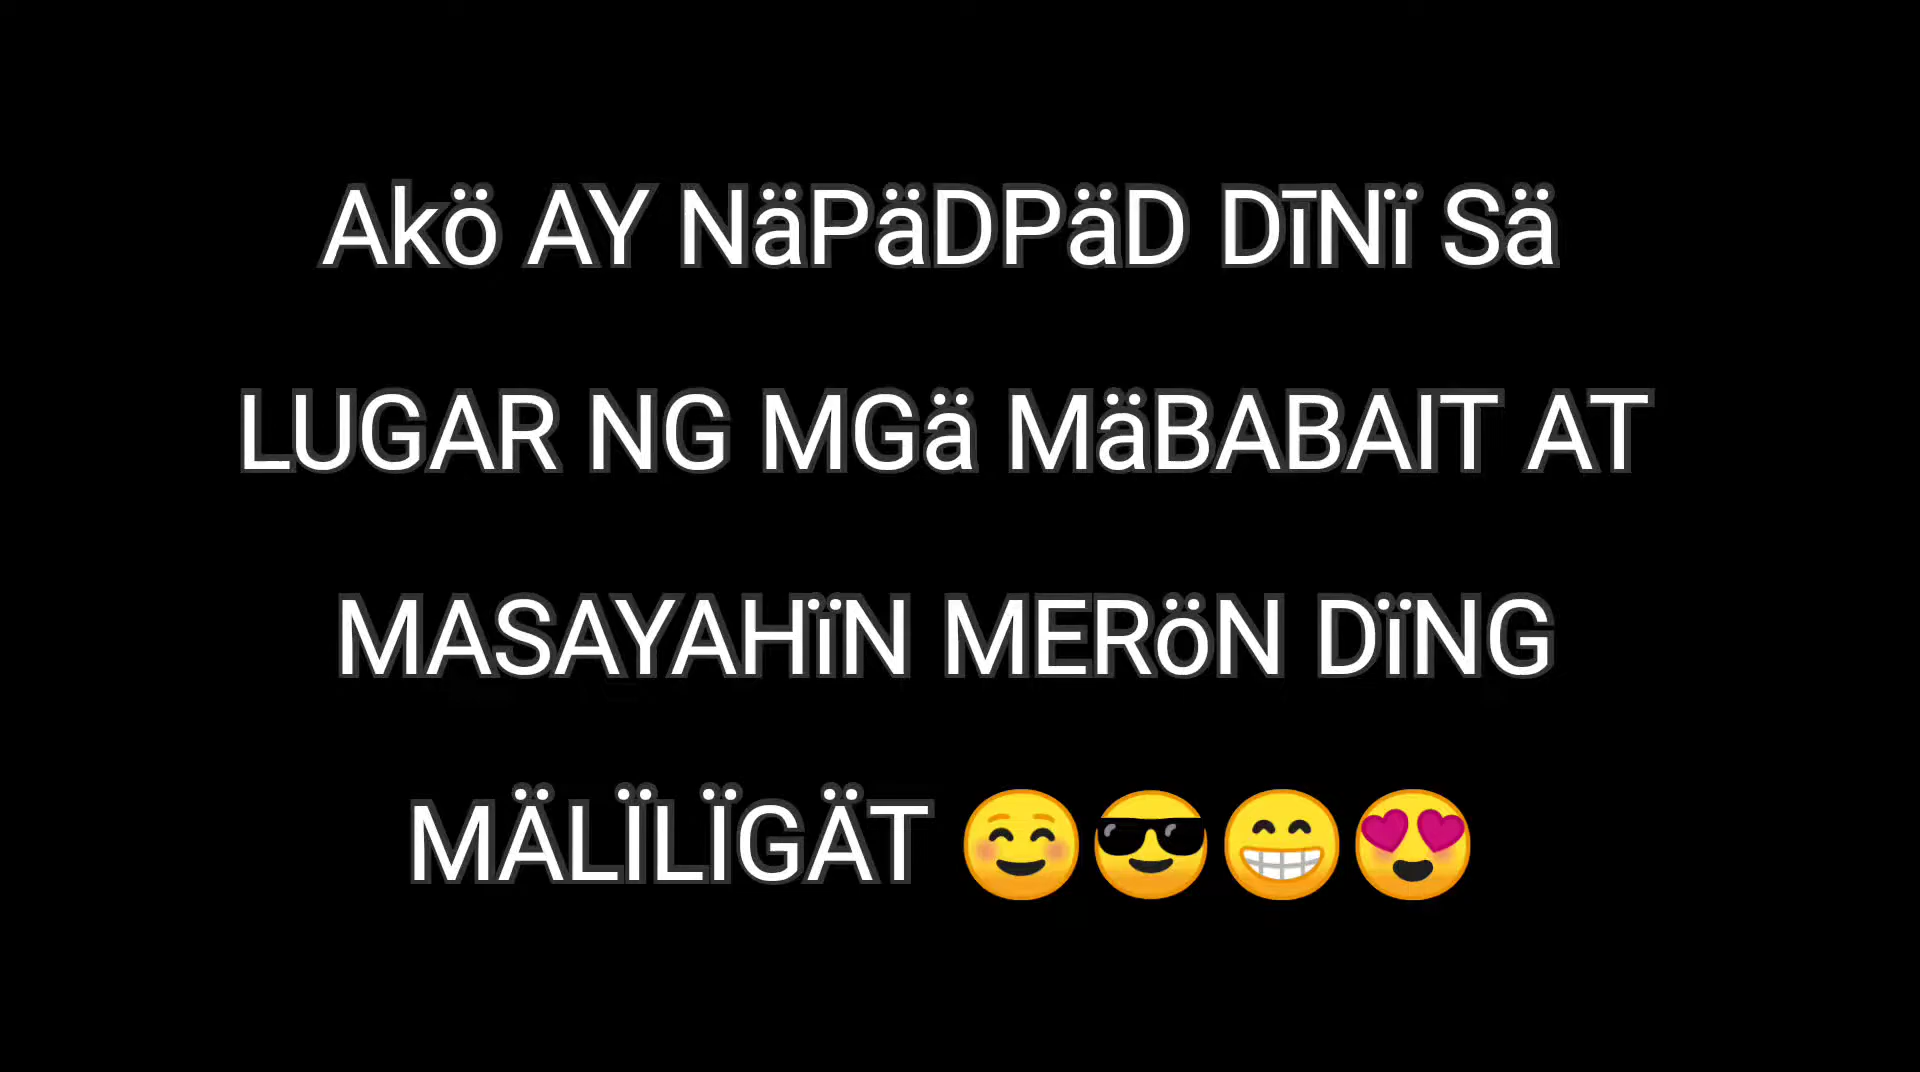 Akö AY NäPäDPäD DīNï Sä
LUGAR NG MGä MäBABAIT AT
MASAYAHïN MERöN DïNG
MÄLÏLÏGÄT ☺️😎😁😍